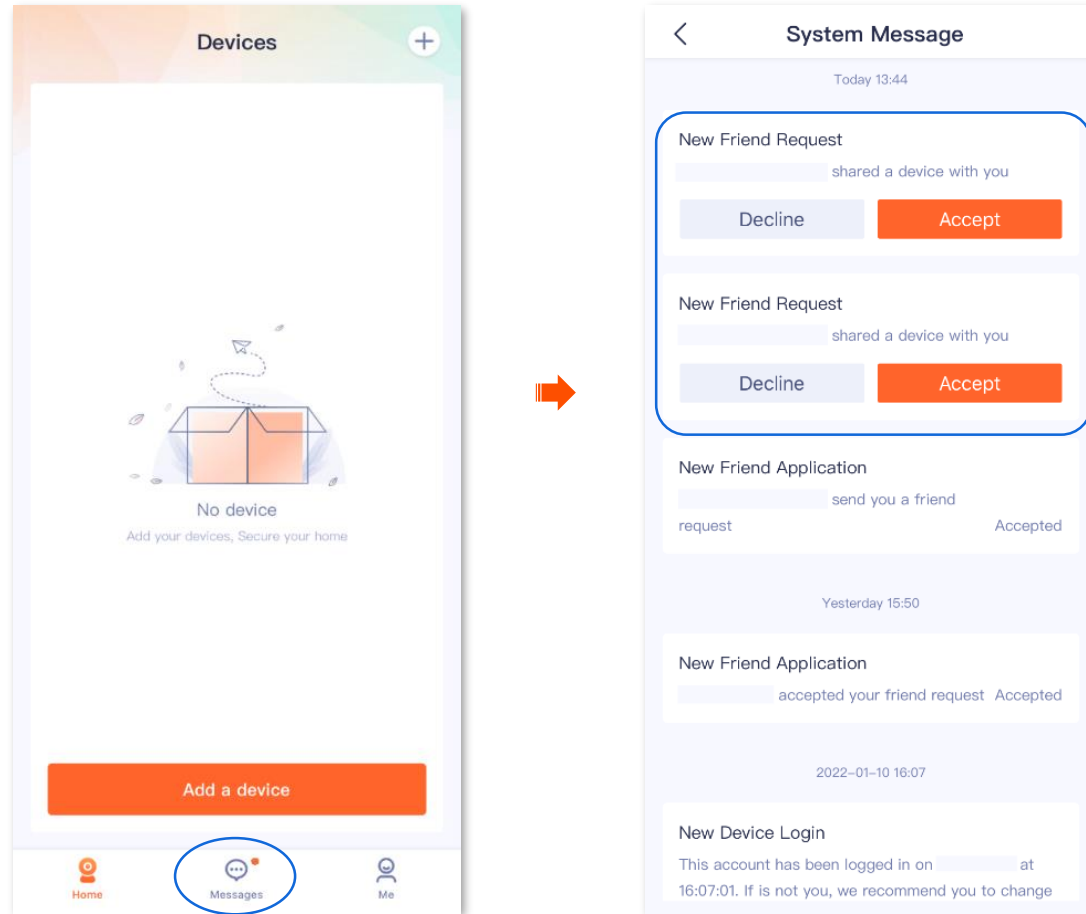 Devices
No device
Add your devices, Secure your home
Add a device
Home
Messages
Me
System Message
Today 13:44
New Friend Request
shared a device with you
Decline
Accept
New Friend Request
shared a device with you
Decline
Accept
New Friend Application
send you a friend
request
Accepted
Yesterday 15:50
New Friend Application
accepted your friend request Accepted
2022-01-10 16:07
New Device Login
This account has been logged in on at
16:07:01. If is not you, we recommend you to change